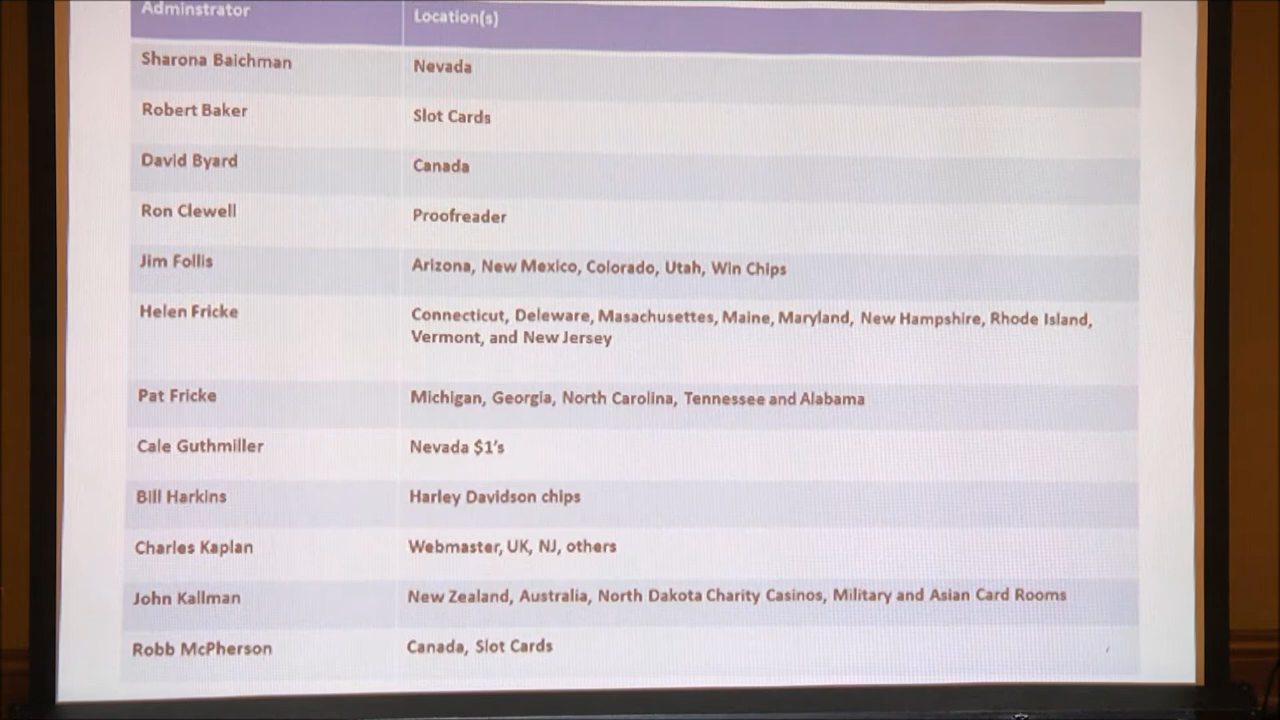 Adminstrator Location(s)
Sharona Baichman Nevada
Robert Baker Slot Cards
David Byard Canada
Ron Clewell Proofreader
Jim Follis Arizona, New Mexico, Colorado, Utah, Win Chips
Helen Fricke Connecticut, Deleware, Masachusettes, Maine, Maryland, New Hampshire, Rhode Island,
Vermont, and New Jersey
Pat Fricke Michigan, Georgia, North Carolina, Tennessee and Alabama
Cale Guthmiller Nevada $1's
Bill Harkins Harley Davidson chips
Charles Kaplan Webmaster, UK, NJ, others
John Kallman New Zealand, Australia, North Dakota Charity Casinos, Military and Asian Card Rooms
Robb McPherson Canada, Slot Cards